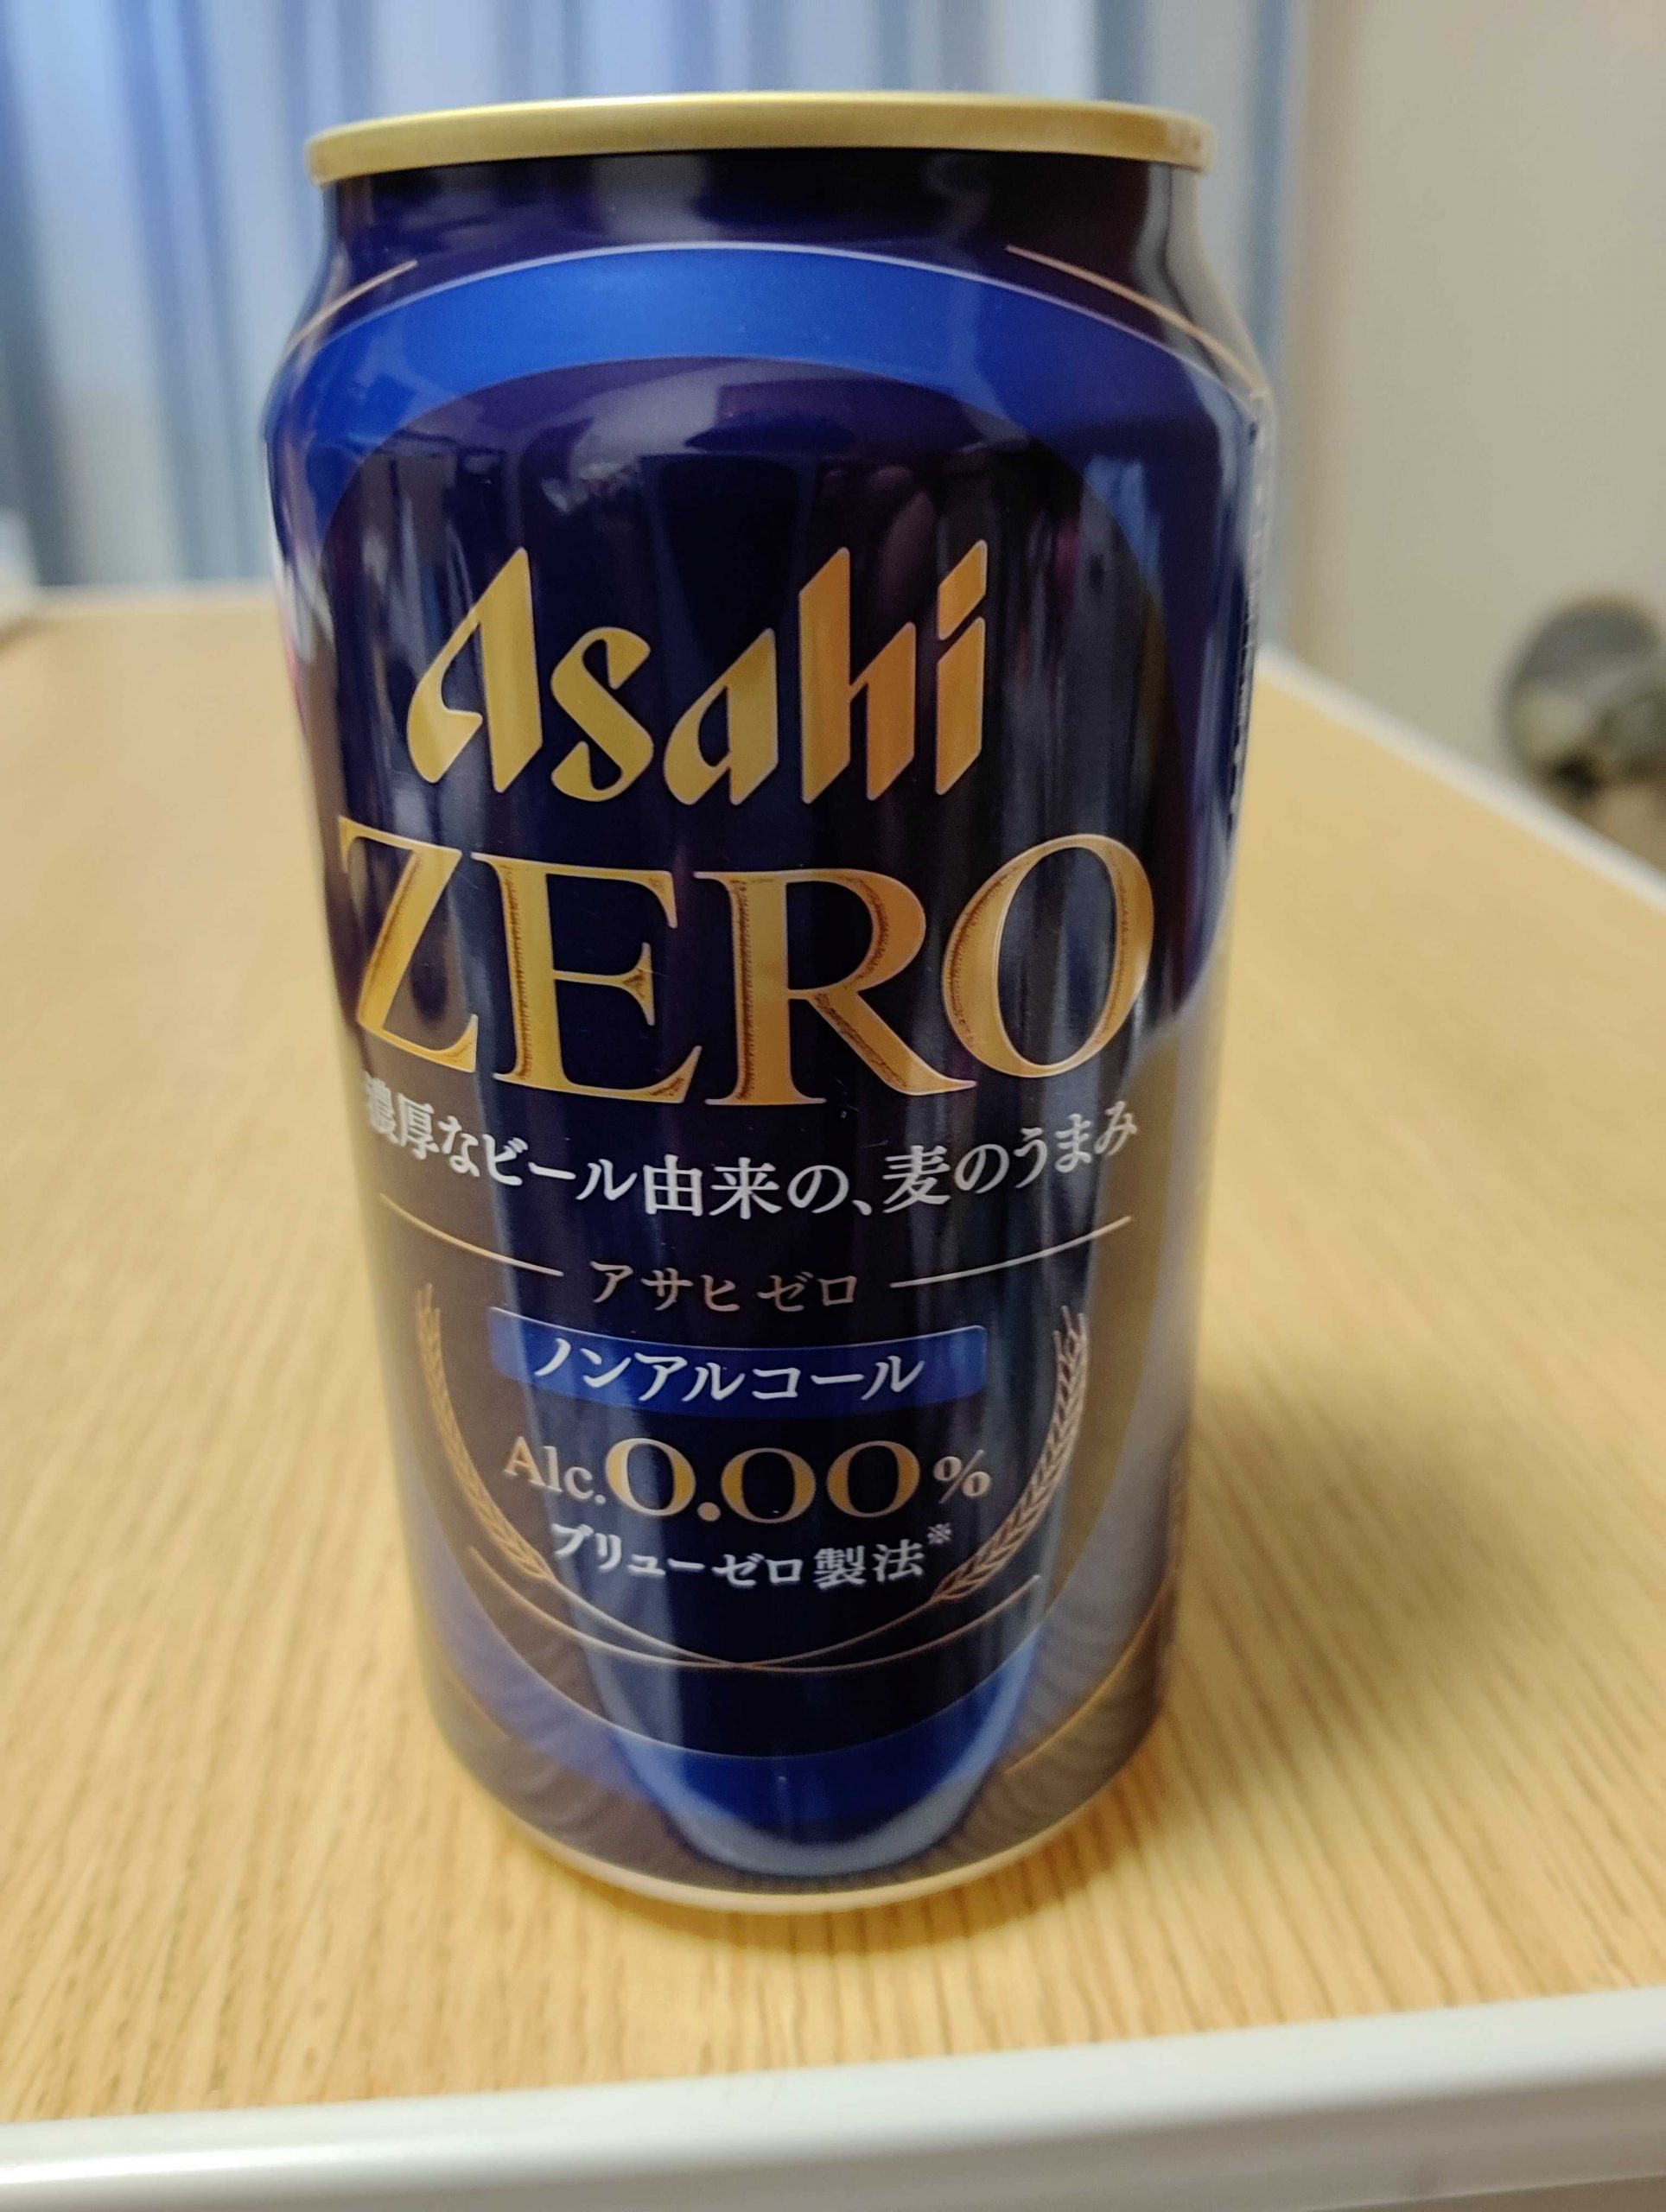 Asahi
ZERO
濃厚なビール由来の、麦のうまみ
アサヒ ゼロ
ノンアルコール
Alc.0.00%
ブリューゼロ製法※